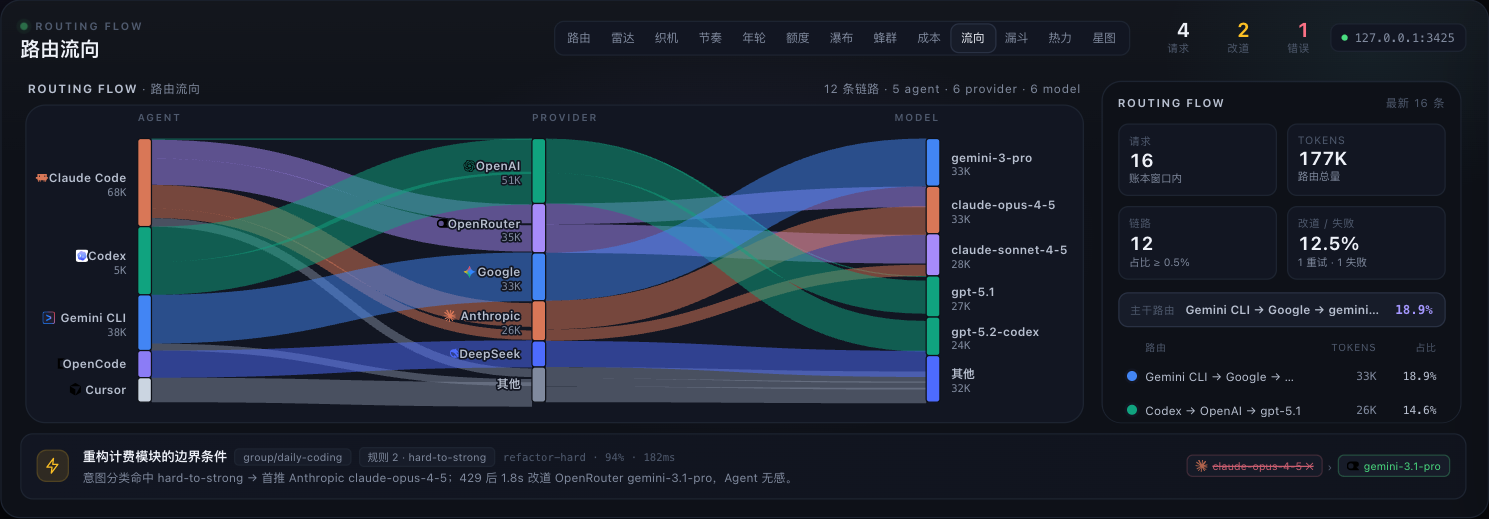 ROUTING FLOW
路由流向
路由 雷达 织机 节奏 年轮 额度 瀑布 蜂群 成本 流向 漏斗 热力 星图
4 请求
2 改道
1 错误
127.0.0.1:3425
ROUTING FLOW · 路由流向
12 条链路 · 5 agent · 6 provider · 6 model
AGENT
PROVIDER
MODEL
Claude Code
68K
Codex
5K
Gemini CLI
38K
OpenCode
Cursor
OpenAI
51K
OpenRouter
35K
Google
33K
Anthropic
26K
DeepSeek
其他
gemini-3-pro
33K
claude-opus-4-5
33K
claude-sonnet-4-5
28K
gpt-5.1
27K
gpt-5.2-codex
24K
其他
32K
ROUTING FLOW
最新 16 条
请求
16
账本窗口内
TOKENS
177K
路由总量
链路
12
占比 ≥ 0.5%
改道 / 失败
12.5%
1 重试 · 1 失败
主干路由 Gemini CLI → Google → gemini... 18.9%
路由 TOKENS 占比
Gemini CLI → Google → ... 33K 18.9%
Codex → OpenAI → gpt-5.1 26K 14.6%
重构计费模块的边界条件 group/daily-coding 规则 2 · hard-to-strong refactor-hard · 94% · 182ms
意图分类命中 hard-to-strong → 首推 Anthropic claude-opus-4-5；429 后 1.8s 改道 OpenRouter gemini-3.1-pro，Agent 无感。
claude-opus-4-5 ✕ › gemini-3.1-pro